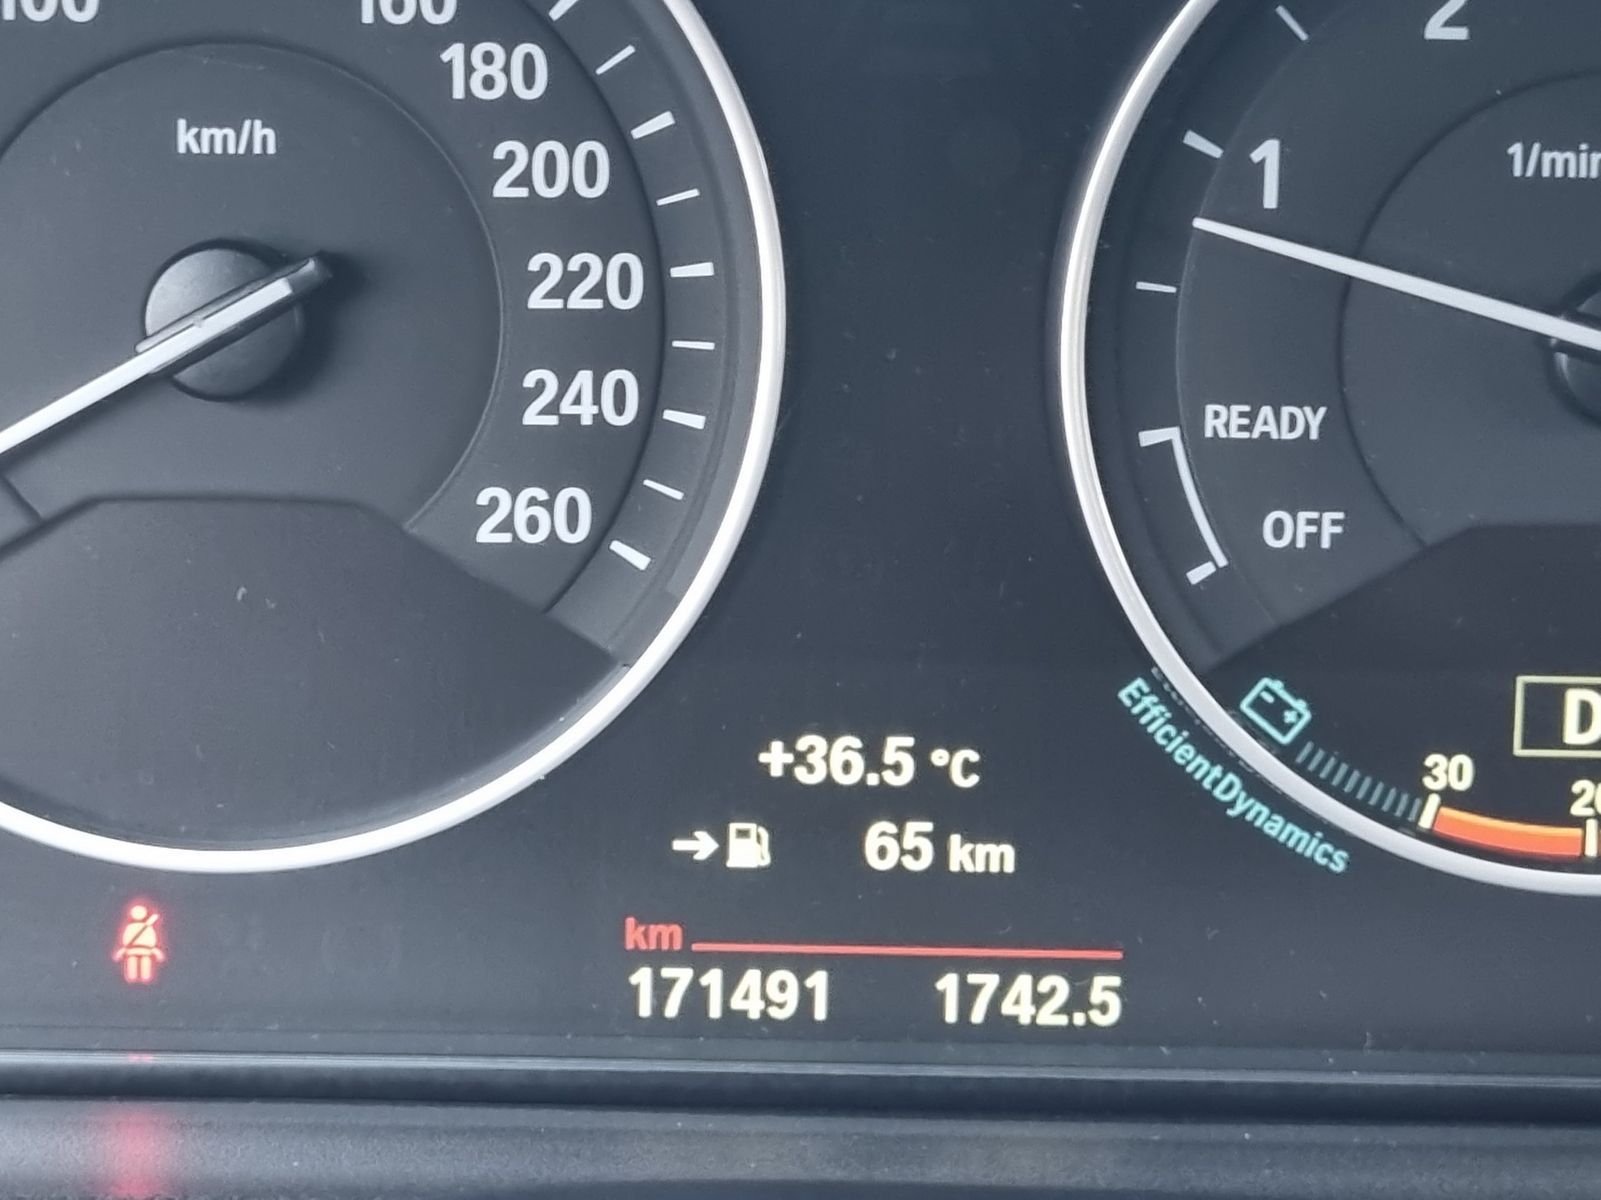 160
180
km/h
200
220
240
260
2
1
1/min
READY
OFF
EfficientDynamics
D
30
+36.5 °C
65 km
km
171491 1742.5